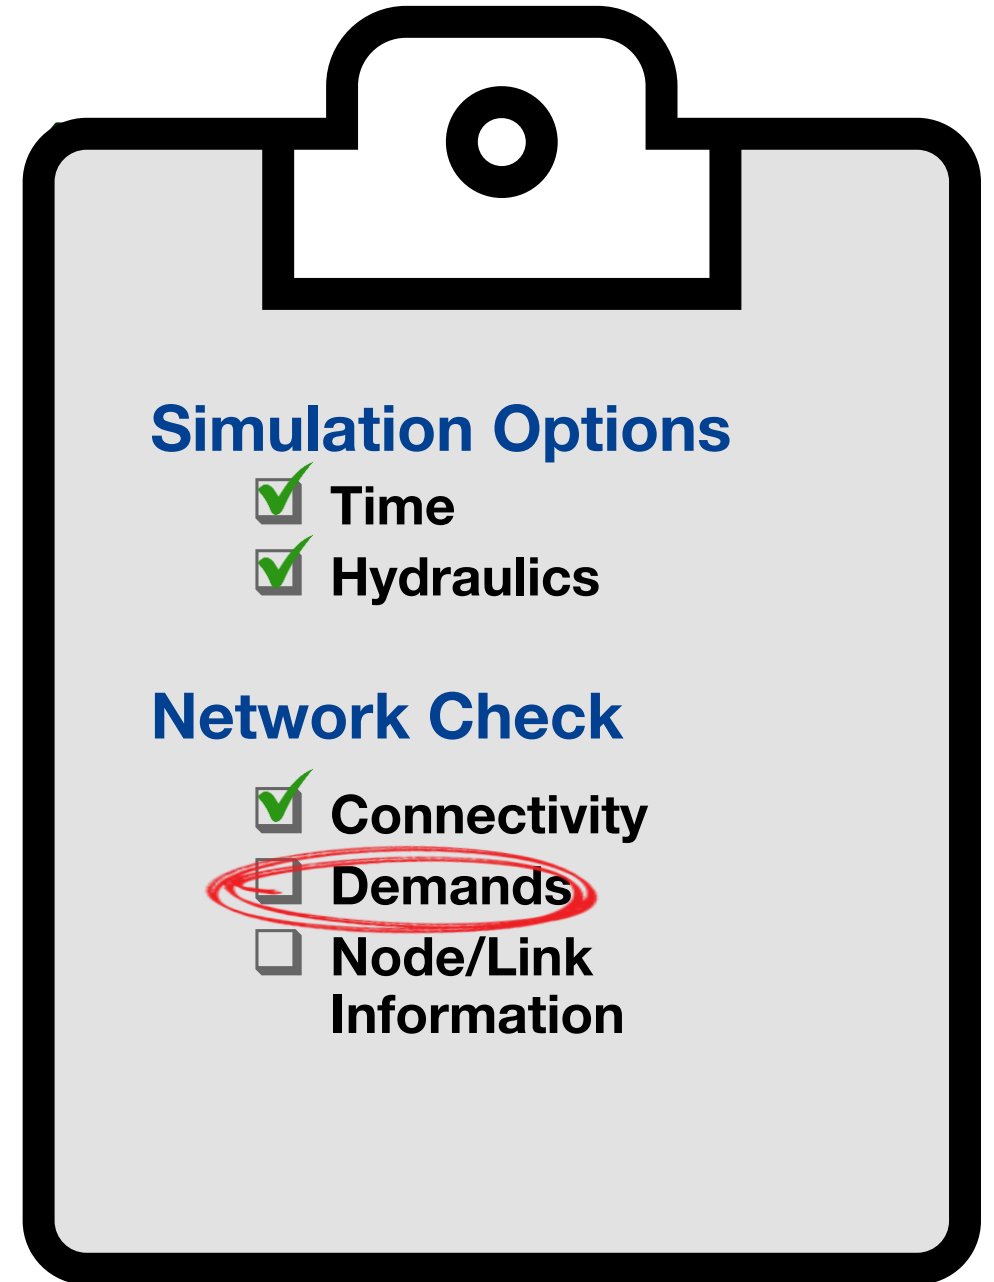 Simulation Options
Time
Hydraulics
Network Check
Connectivity
Demands
Node/Link
Information